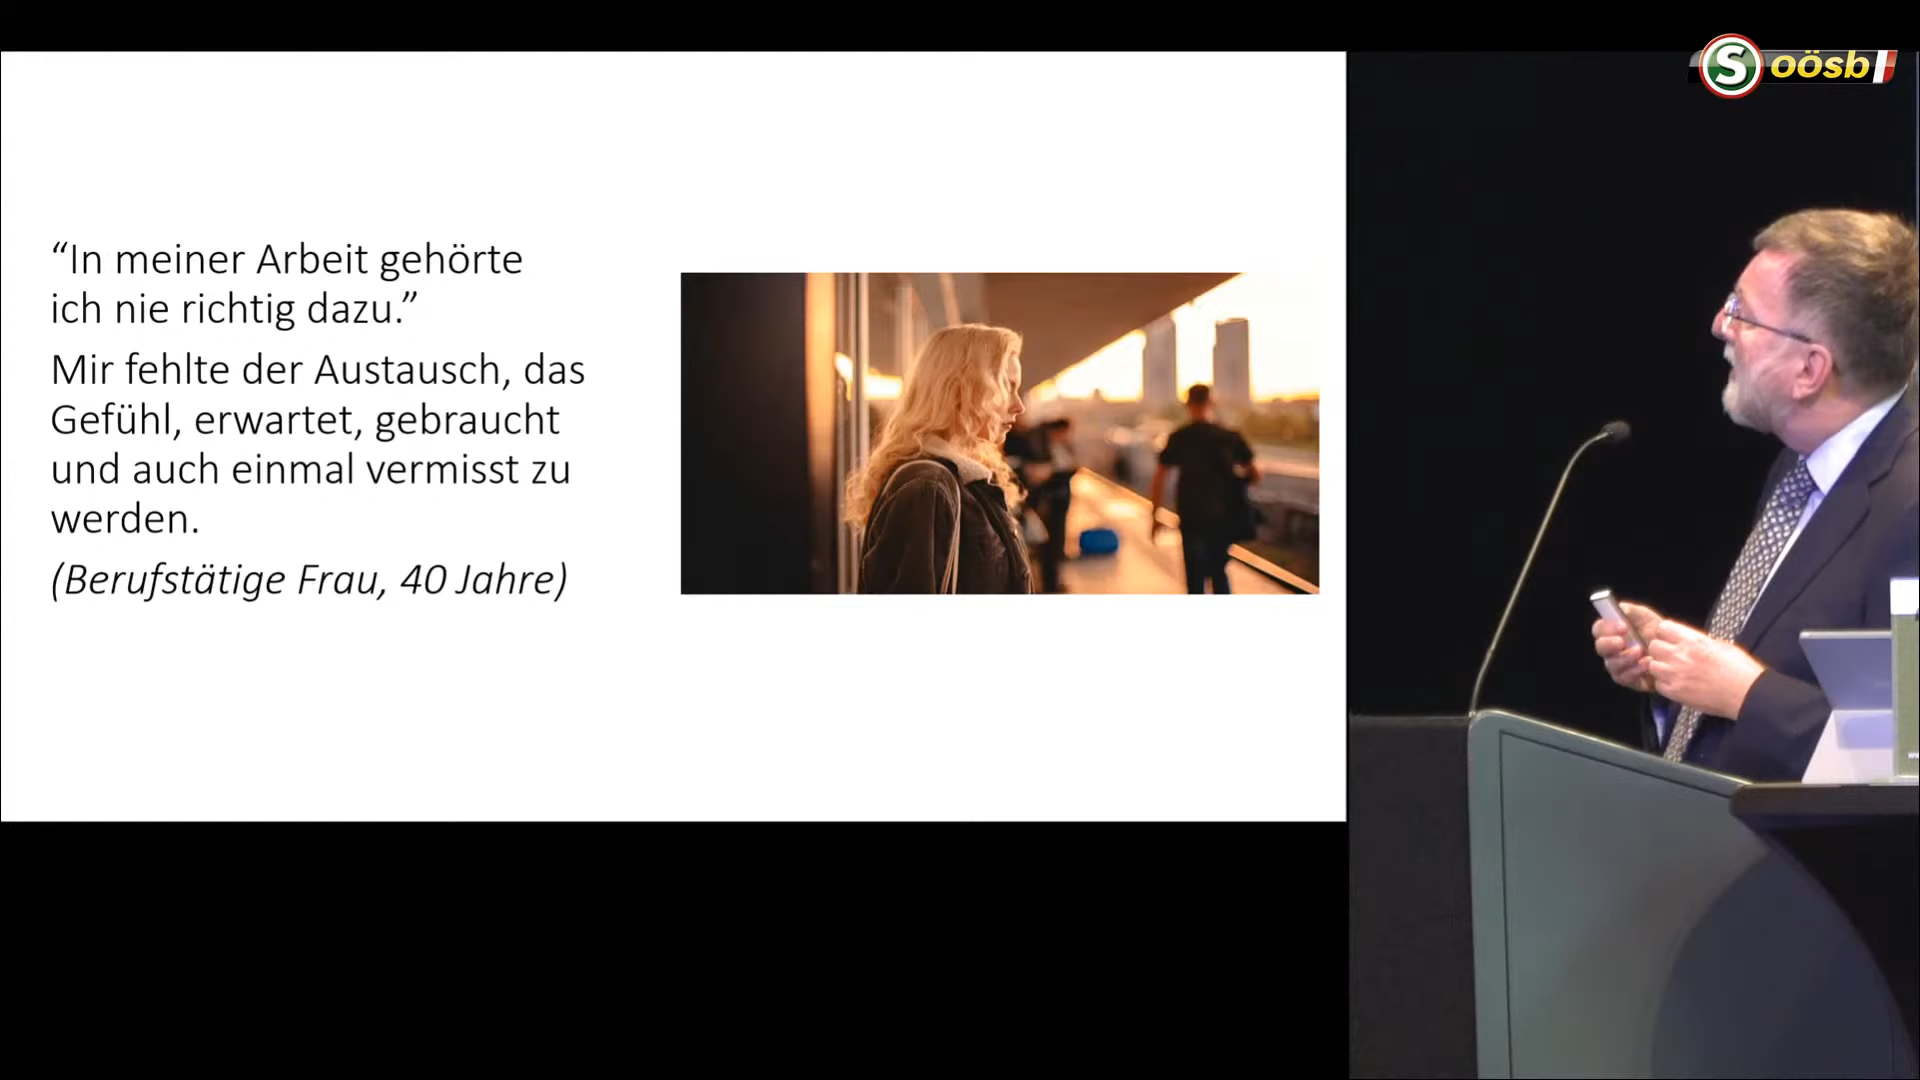 “In meiner Arbeit gehörte
ich nie richtig dazu.”
Mir fehlte der Austausch, das
Gefühl, erwartet, gebraucht
und auch einmal vermisst zu
werden.
(Berufstätige Frau, 40 Jahre)
S oösb